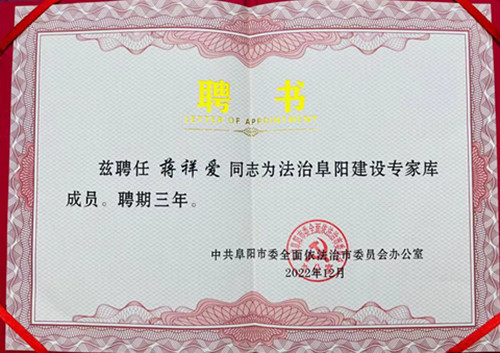 聘 书
LETTER OF APPOINTMENT
兹聘任 蒋祥爱 同志为法治阜阳建设专家库
成员。聘期三年。
中共阜阳市委全面依法治市委员会办公室
2022年12月